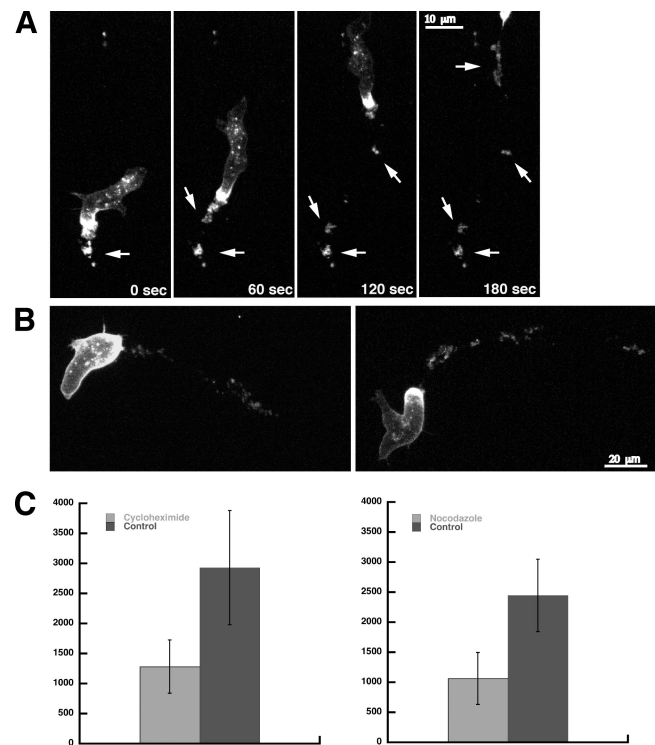 A
10 µm
0 sec
60 sec
120 sec
180 sec
B
20 µm
C
4000
3500
3000
2500
2000
1500
1000
500
0
Cycloheximide
Control
4000
3500
3000
2500
2000
1500
1000
500
0
Nocodazole
Control